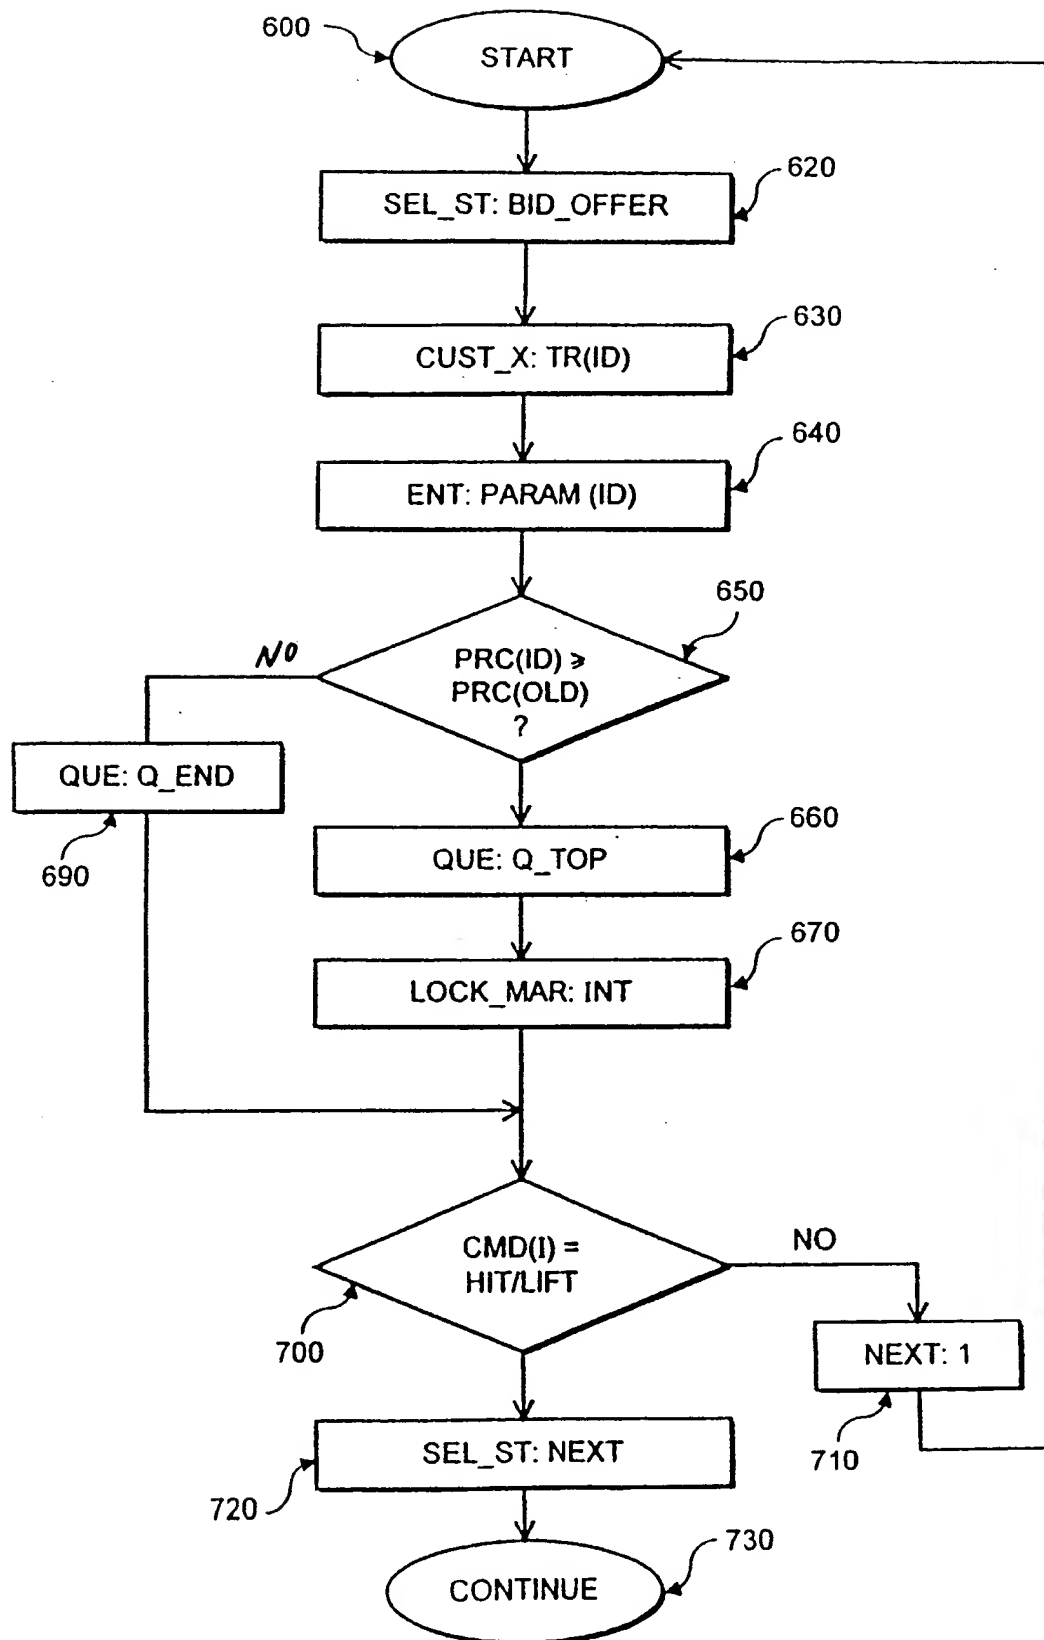 600
START
620
SEL_ST: BID_OFFER
630
CUST_X: TR(ID)
640
ENT: PARAM (ID)
650
NO
PRC(ID) ⩾
PRC(OLD)
?
QUE: Q_END
690
660
QUE: Q_TOP
670
LOCK_MAR: INT
CMD(I) =
HIT/LIFT
NO
700
NEXT: 1
710
SEL_ST: NEXT
720
730
CONTINUE